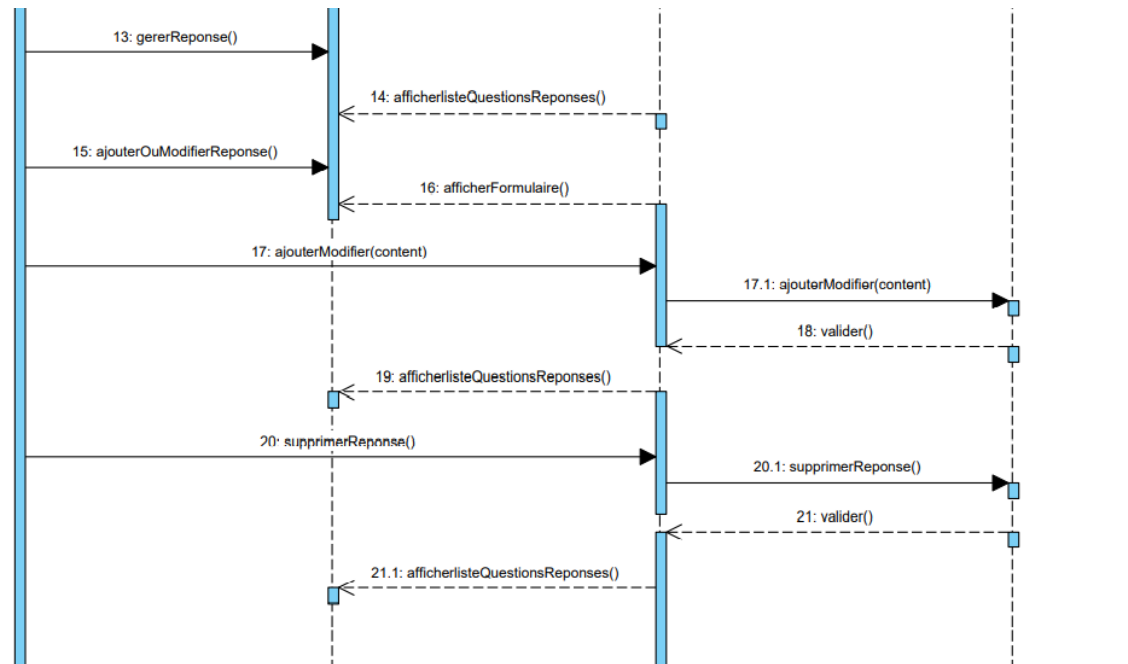 13: gererReponse()
14: afficherlisteQuestionsReponses()
15: ajouterOuModifierReponse()
16: afficherFormulaire()
17: ajouterModifier(content)
17.1: ajouterModifier(content)
18: valider()
19: afficherlisteQuestionsReponses()
20: supprimerReponse()
20.1: supprimerReponse()
21: valider()
21.1: afficherlisteQuestionsReponses()